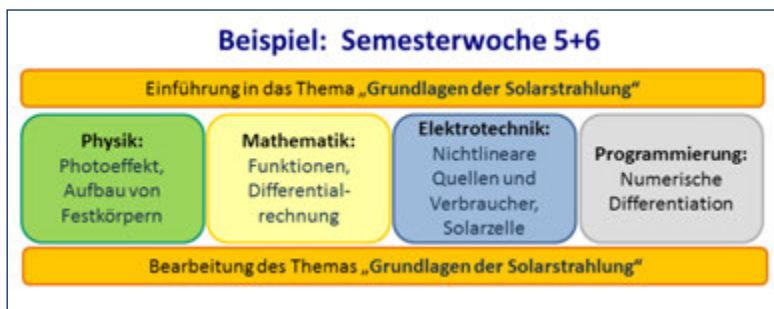 Beispiel: Semesterwoche 5+6
Einführung in das Thema „Grundlagen der Solarstrahlung“
Physik:
Photoeffekt,
Aufbau von
Festkörpern
Mathematik:
Funktionen,
Differential-
rechnung
Elektrotechnik:
Nichtlineare
Quellen und
Verbraucher,
Solarzelle
Programmierung:
Numerische
Differentiation
Bearbeitung des Themas „Grundlagen der Solarstrahlung“